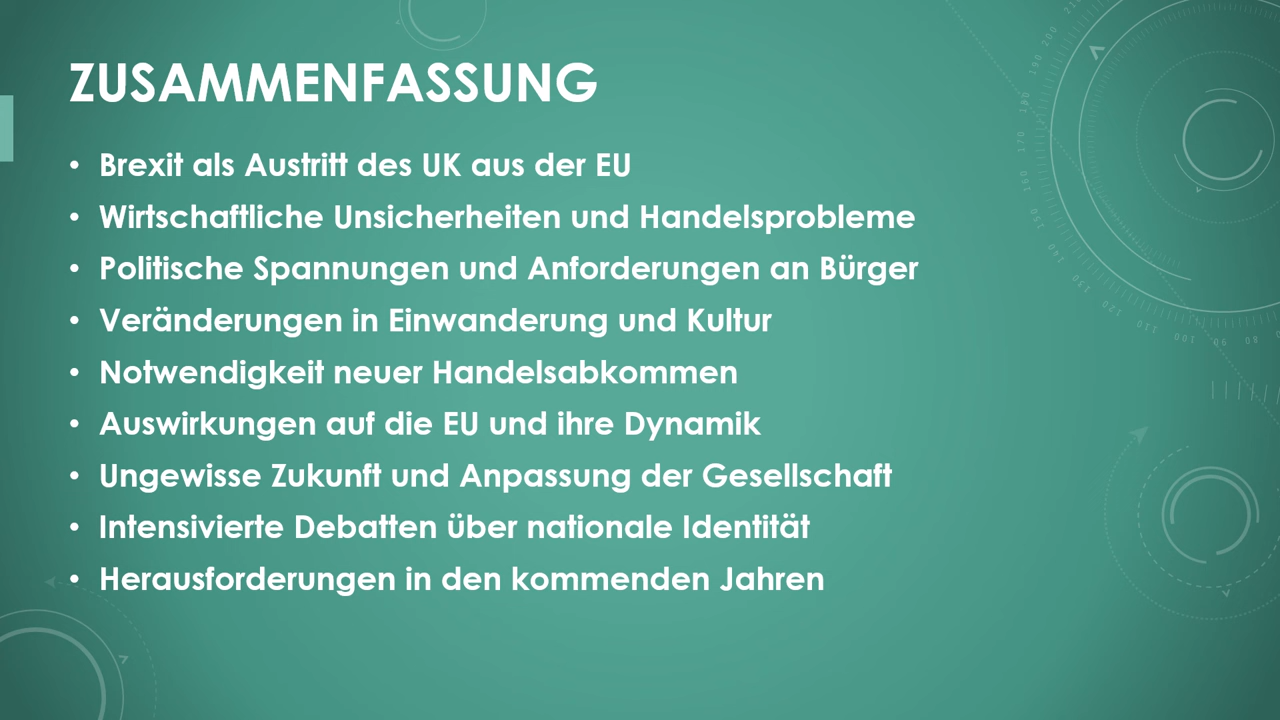 ZUSAMMENFASSUNG
• Brexit als Austritt des UK aus der EU
• Wirtschaftliche Unsicherheiten und Handelsprobleme
• Politische Spannungen und Anforderungen an Bürger
• Veränderungen in Einwanderung und Kultur
• Notwendigkeit neuer Handelsabkommen
• Auswirkungen auf die EU und ihre Dynamik
• Ungewisse Zukunft und Anpassung der Gesellschaft
• Intensivierte Debatten über nationale Identität
• Herausforderungen in den kommenden Jahren